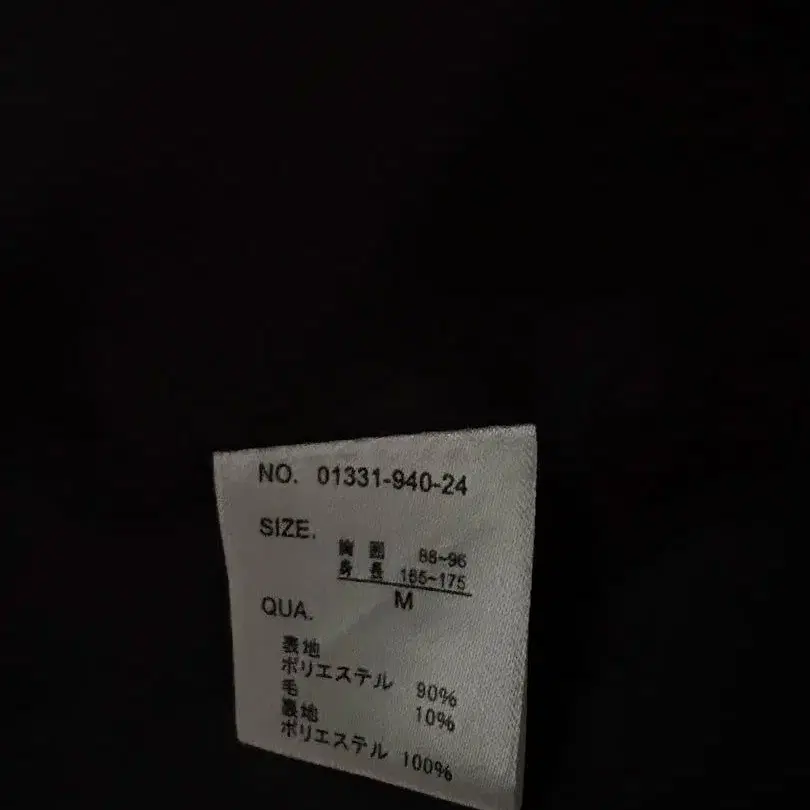 NO. 01331-940-24
SIZE.
胸囲 88~96
身長 165~175
M
QUA.
表地
ポリエステル 90%
毛 10%
裏地
ポリエステル 100%